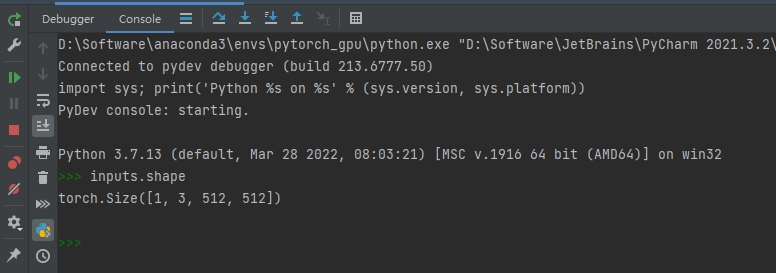 Debugger Console
D:\Software\anaconda3\envs\pytorch_gpu\python.exe "D:\Software\JetBrains\PyCharm 2021.3.2\
Connected to pydev debugger (build 213.6777.50)
import sys; print('Python %s on %s' % (sys.version, sys.platform))
PyDev console: starting.
Python 3.7.13 (default, Mar 28 2022, 08:03:21) [MSC v.1916 64 bit (AMD64)] on win32
>>> inputs.shape
torch.Size([1, 3, 512, 512])
>>>